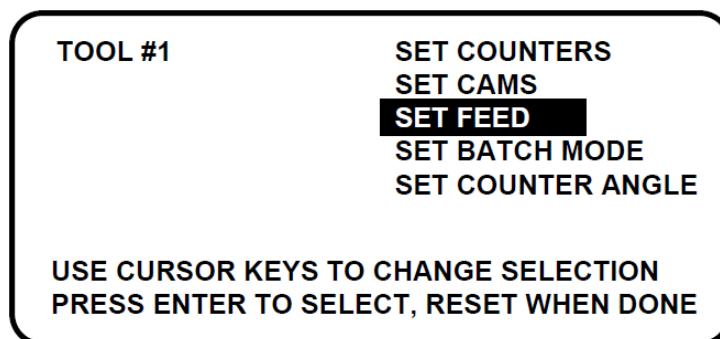 TOOL #1
SET COUNTERS
SET CAMS
SET FEED
SET BATCH MODE
SET COUNTER ANGLE
USE CURSOR KEYS TO CHANGE SELECTION
PRESS ENTER TO SELECT, RESET WHEN DONE